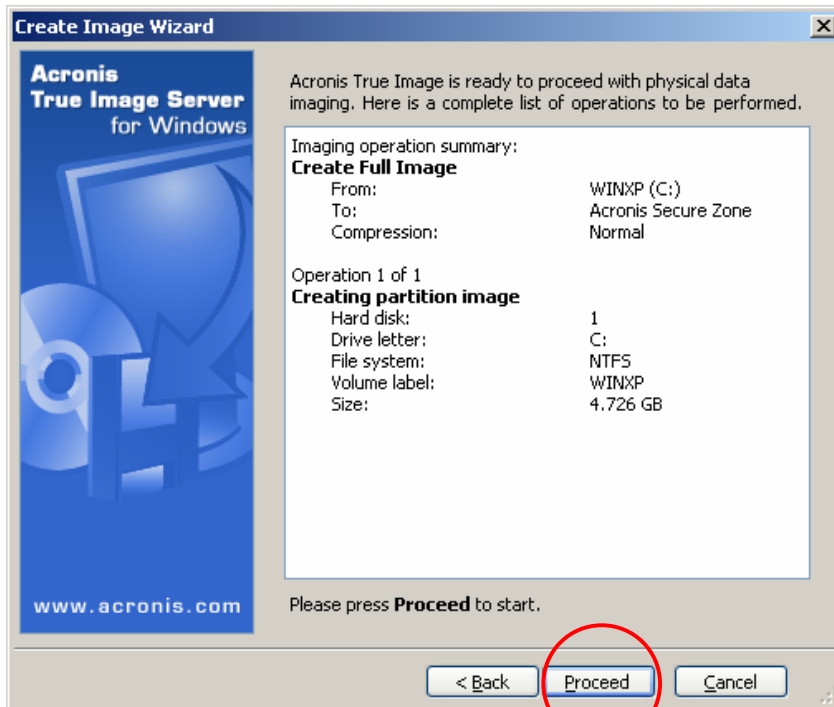 Create Image Wizard
Acronis
True Image Server
for Windows
www.acronis.com
Acronis True Image is ready to proceed with physical data
imaging. Here is a complete list of operations to be performed.
Imaging operation summary:
Create Full Image
From: WINXP (C:)
To: Acronis Secure Zone
Compression: Normal
Operation 1 of 1
Creating partition image
Hard disk: 1
Drive letter: C:
File system: NTFS
Volume label: WINXP
Size: 4.726 GB
Please press Proceed to start.
< Back Proceed Cancel